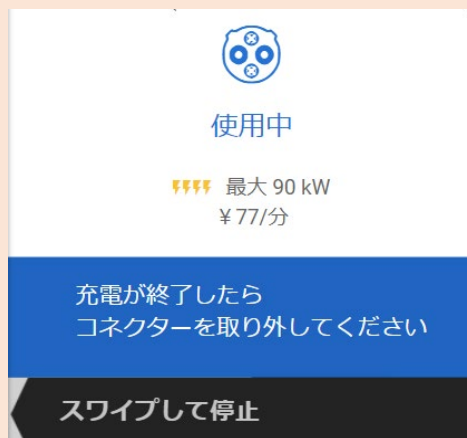 使用中
最大 90 kW
¥ 77/分
充電が終了したら
コネクターを取り外してください
スワイプして停止